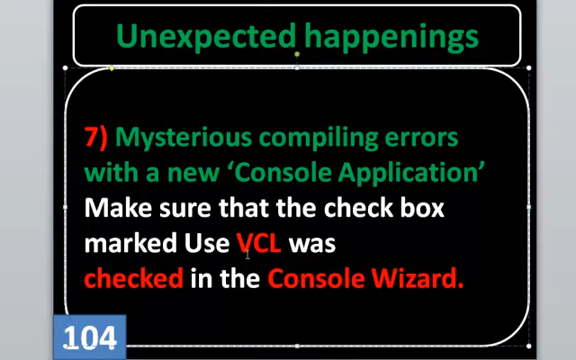 Unexpected happenings
7) Mysterious compiling errors
with a new ‘Console Application’
Make sure that the check box
marked Use VCL was
checked in the Console Wizard.
104